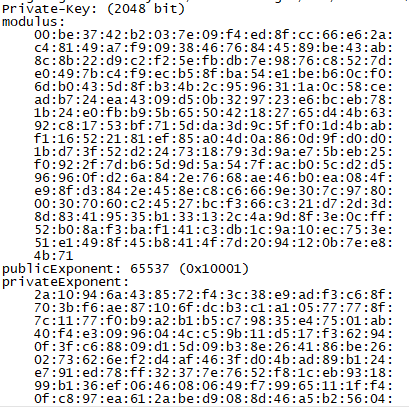 Private-Key: (2048 bit)
modulus:
00:be:37:42:b2:03:7e:09:f4:ed:8f:cc:66:e6:2a:
c4:81:49:a7:f9:09:38:46:76:84:45:89:be:43:ab:
8c:8b:22:d9:c2:f2:5e:fb:db:7e:98:76:c8:52:7d:
e0:49:7b:c4:f9:ec:b5:8f:ba:54:e1:be:b6:0c:f0:
6d:b0:43:5d:8f:b3:4b:2c:95:96:31:1a:0c:58:ce:
ad:b7:24:ea:43:09:d5:0b:32:97:23:e6:bc:eb:78:
1b:24:e0:fb:b9:5b:65:50:42:18:27:65:d4:4b:63:
92:c8:17:53:bf:71:5d:da:3d:9c:5f:f0:1d:4b:ab:
f1:16:52:21:81:ef:85:a0:4d:0a:86:0d:9f:d0:d0:
1b:d7:3f:52:d2:24:73:18:79:3d:9a:e7:5b:eb:25:
f0:92:2f:7d:b6:5d:9d:5a:54:7f:ac:b0:5c:d2:d5:
96:96:0f:d2:6a:84:2e:76:68:ae:46:b0:ea:08:4f:
e9:8f:d3:84:2e:45:8e:c8:c6:66:9e:30:7c:97:80:
00:30:70:60:c2:45:27:bc:f3:66:c3:21:d7:2d:3d:
8d:83:41:95:35:b1:33:13:2c:4a:9d:8f:3e:0c:ff:
52:b0:8a:f3:ba:f1:41:c3:db:1c:9a:10:ec:75:3e:
51:e1:49:8f:45:b8:41:4f:7d:20:94:12:0b:7e:e8:
4b:71
publicExponent: 65537 (0x10001)
privateExponent:
2a:10:94:6a:43:85:72:f4:3c:38:e9:ad:f3:c6:8f:
70:3b:f6:ae:87:10:6f:dc:b3:c1:a1:05:77:77:8f:
7c:11:77:f0:b9:a2:b1:b5:c7:98:35:e4:75:01:ab:
40:f4:e3:09:96:04:4c:c5:9b:11:d5:17:f3:62:94:
0f:3f:c6:88:09:d1:5d:09:b3:8e:26:41:86:be:26:
02:73:62:6e:f2:d4:af:46:3f:d0:4b:ad:89:b1:24:
e7:91:ed:78:ff:32:37:7e:76:52:f8:1c:eb:93:18:
99:b1:36:ef:06:46:08:06:49:f7:99:65:11:1f:f4:
0f:c8:97:ea:61:2a:be:d9:08:8d:46:a5:b2:56:04: